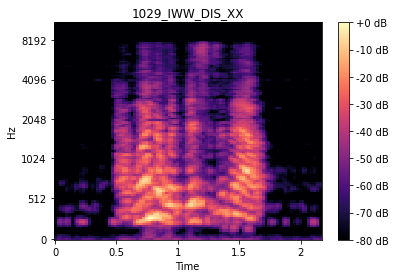 1029_IWW_DIS_XX
+0 dB
8192
-10 dB
4096
-20 dB
-30 dB
2048
Hz
-40 dB
1024
-50 dB
512
-60 dB
-70 dB
0
-80 dB
0 0.5 1 1.5 2
Time